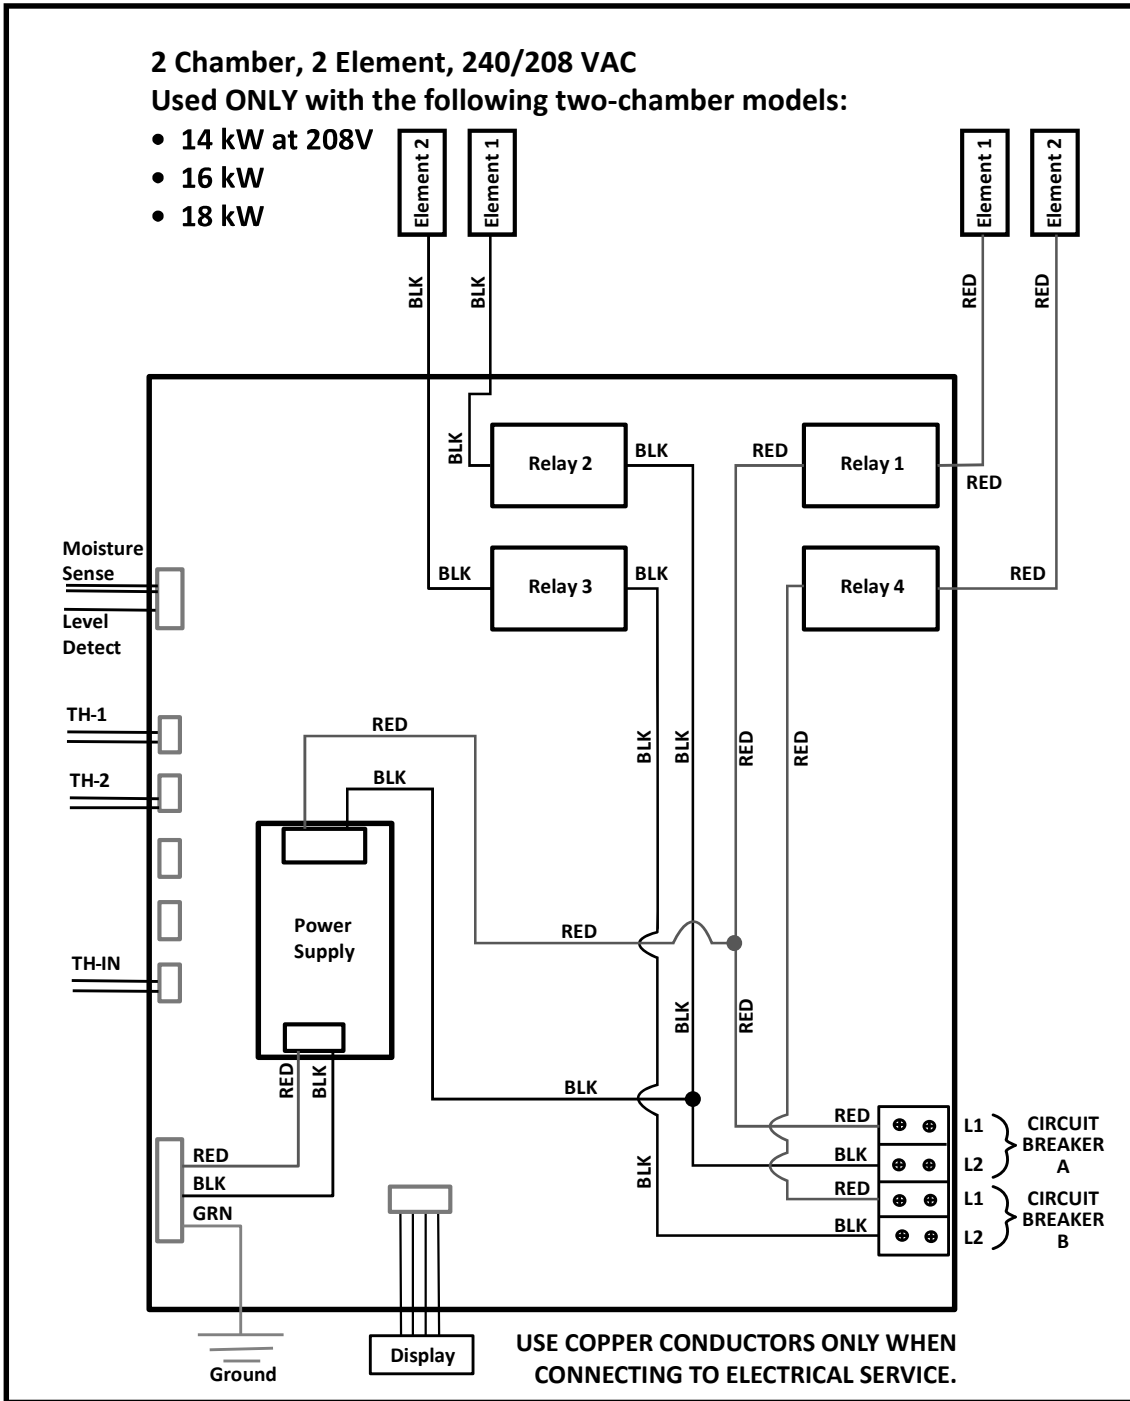 2 Chamber, 2 Element, 240/208 VAC
Used ONLY with the following two-chamber models:
• 14 kW at 208V
• 16 kW
• 18 kW
Element 2
Element 1
Element 1
Element 2
BLK
BLK
RED
RED
BLK
Relay 2
BLK
RED
Relay 1
RED
Moisture
Sense
Level
Detect
BLK
Relay 3
BLK
Relay 4
RED
TH-1
RED
BLK
BLK
RED
RED
TH-2
BLK
Power
Supply
RED
TH-IN
BLK
RED
RED
BLK
BLK
RED
L1
CIRCUIT
BREAKER
A
BLK
L2
RED
BLK
GRN
BLK
RED
L1
CIRCUIT
BREAKER
B
BLK
L2
Ground
Display
USE COPPER CONDUCTORS ONLY WHEN
CONNECTING TO ELECTRICAL SERVICE.